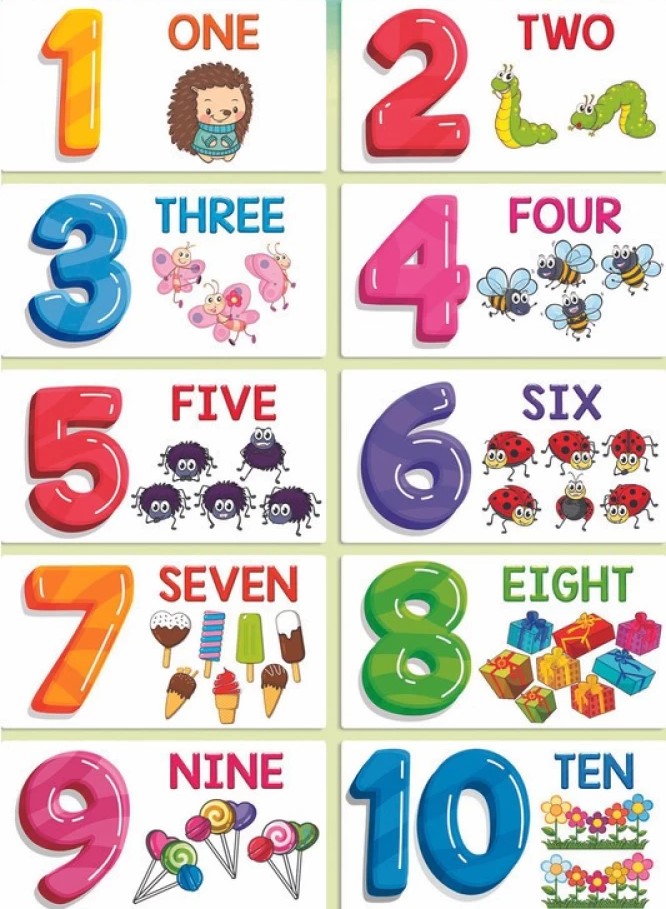 1 ONE
2 TWO
3 THREE
4 FOUR
5 FIVE
6 SIX
7 SEVEN
8 EIGHT
9 NINE
10 TEN